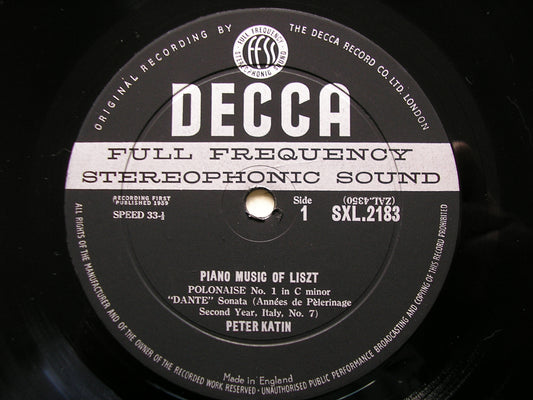 ORIGINAL RECORDING BY THE DECCA RECORD CO. LTD. LONDON
FULL FREQUENCY
FFSS
STEREOPHONIC SOUND
DECCA
FULL FREQUENCY
STEREOPHONIC SOUND
RECORDING FIRST
PUBLISHED 1959
SPEED 33⅓
Side
1
(ZAL.4350)
SXL.2183
PIANO MUSIC OF LISZT
POLONAISE No. 1 in C minor
"DANTE" Sonata (Années de Pèlerinage
Second Year, Italy, No. 7)
PETER KATIN
Made in England
ALL RIGHTS OF THE MANUFACTURER AND OF THE OWNER OF THE RECORDED WORK RESERVED - UNAUTHORISED PUBLIC PERFORMANCE BROADCASTING AND COPYING OF THIS RECORD PROHIBITED